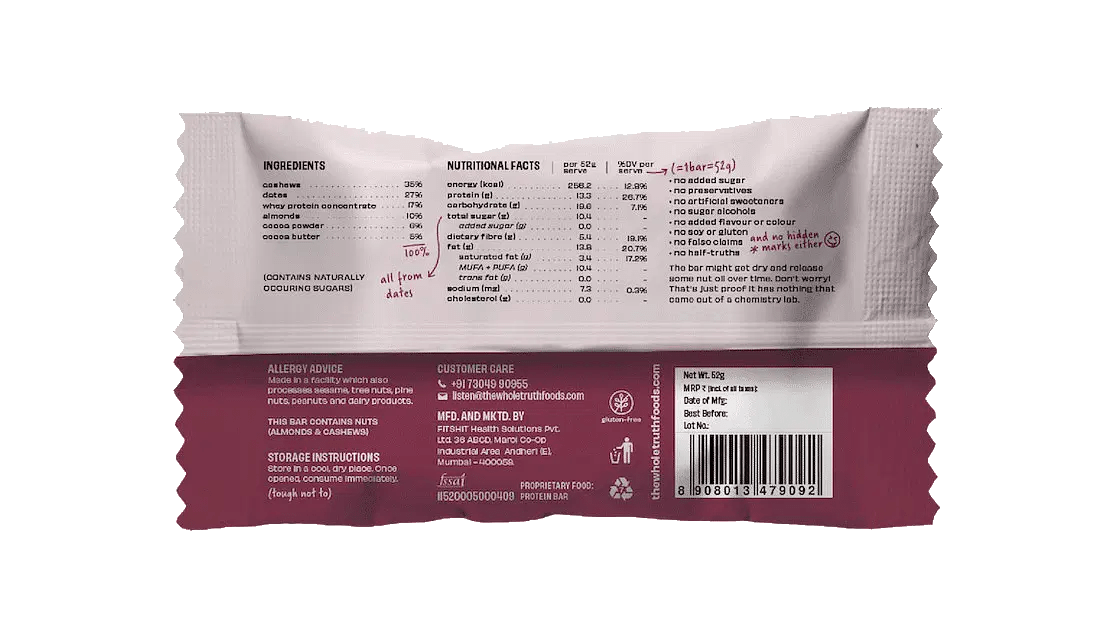 INGREDIENTS
cashews 35%
dates 27%
whey protein concentrate 17%
almonds 10%
cocoa powder 6%
cocoa butter 5%
100%
(CONTAINS NATURALLY
OCCURING SUGARS)
all from
dates
NUTRITIONAL FACTS | per 52g serve | %DV per serve
energy (kcal) 256.2 12.8%
protein (g) 13.3 26.7%
carbohydrate (g) 19.6 7.1%
total sugar (g) 10.4 -
added sugar (g) 0.0 -
dietary fibre (g) 5.4 18.1%
fat (g) 13.8 20.7%
saturated fat (g) 3.4 17.2%
MUFA + PUFA (g) 10.4 -
trans fat (g) 0.0 -
sodium (mg) 7.3 0.3%
cholesterol (g) 0.0 -
(=1bar=52g)
• no added sugar
• no preservatives
• no artificial sweeteners
• no sugar alcohols
• no added flavour or colour
• no soy or gluten
• no false claims
• no half-truths
and no hidden
* marks either
The bar might get dry and release
some nut oil over time. Don't worry!
That's just proof it has nothing that
came out of a chemistry lab.
ALLERGY ADVICE
Made in a facility which also
processes sesame, tree nuts, pine
nuts, peanuts and dairy products.
THIS BAR CONTAINS NUTS
(ALMONDS & CASHEWS)
STORAGE INSTRUCTIONS
Store in a cool, dry place. Once
opened, consume immediately.
(tough not to)
CUSTOMER CARE
+91 73049 90955
listen@thewholetruthfoods.com
MFD. AND MKTD. BY
FITSHIT Health Solutions Pvt.
Ltd. 36 ABCD, Marol Co-Op
Industrial Area Andheri (E),
Mumbai - 400059.
fssai
11520005000409
PROPRIETARY FOOD:
PROTEIN BAR
gluten-free
thewholetruthfoods.com
Net Wt. 52g
MRP ₹ (incl. of all taxes):
Date of Mfg:
Best Before:
Lot No.:
8 908013 479092